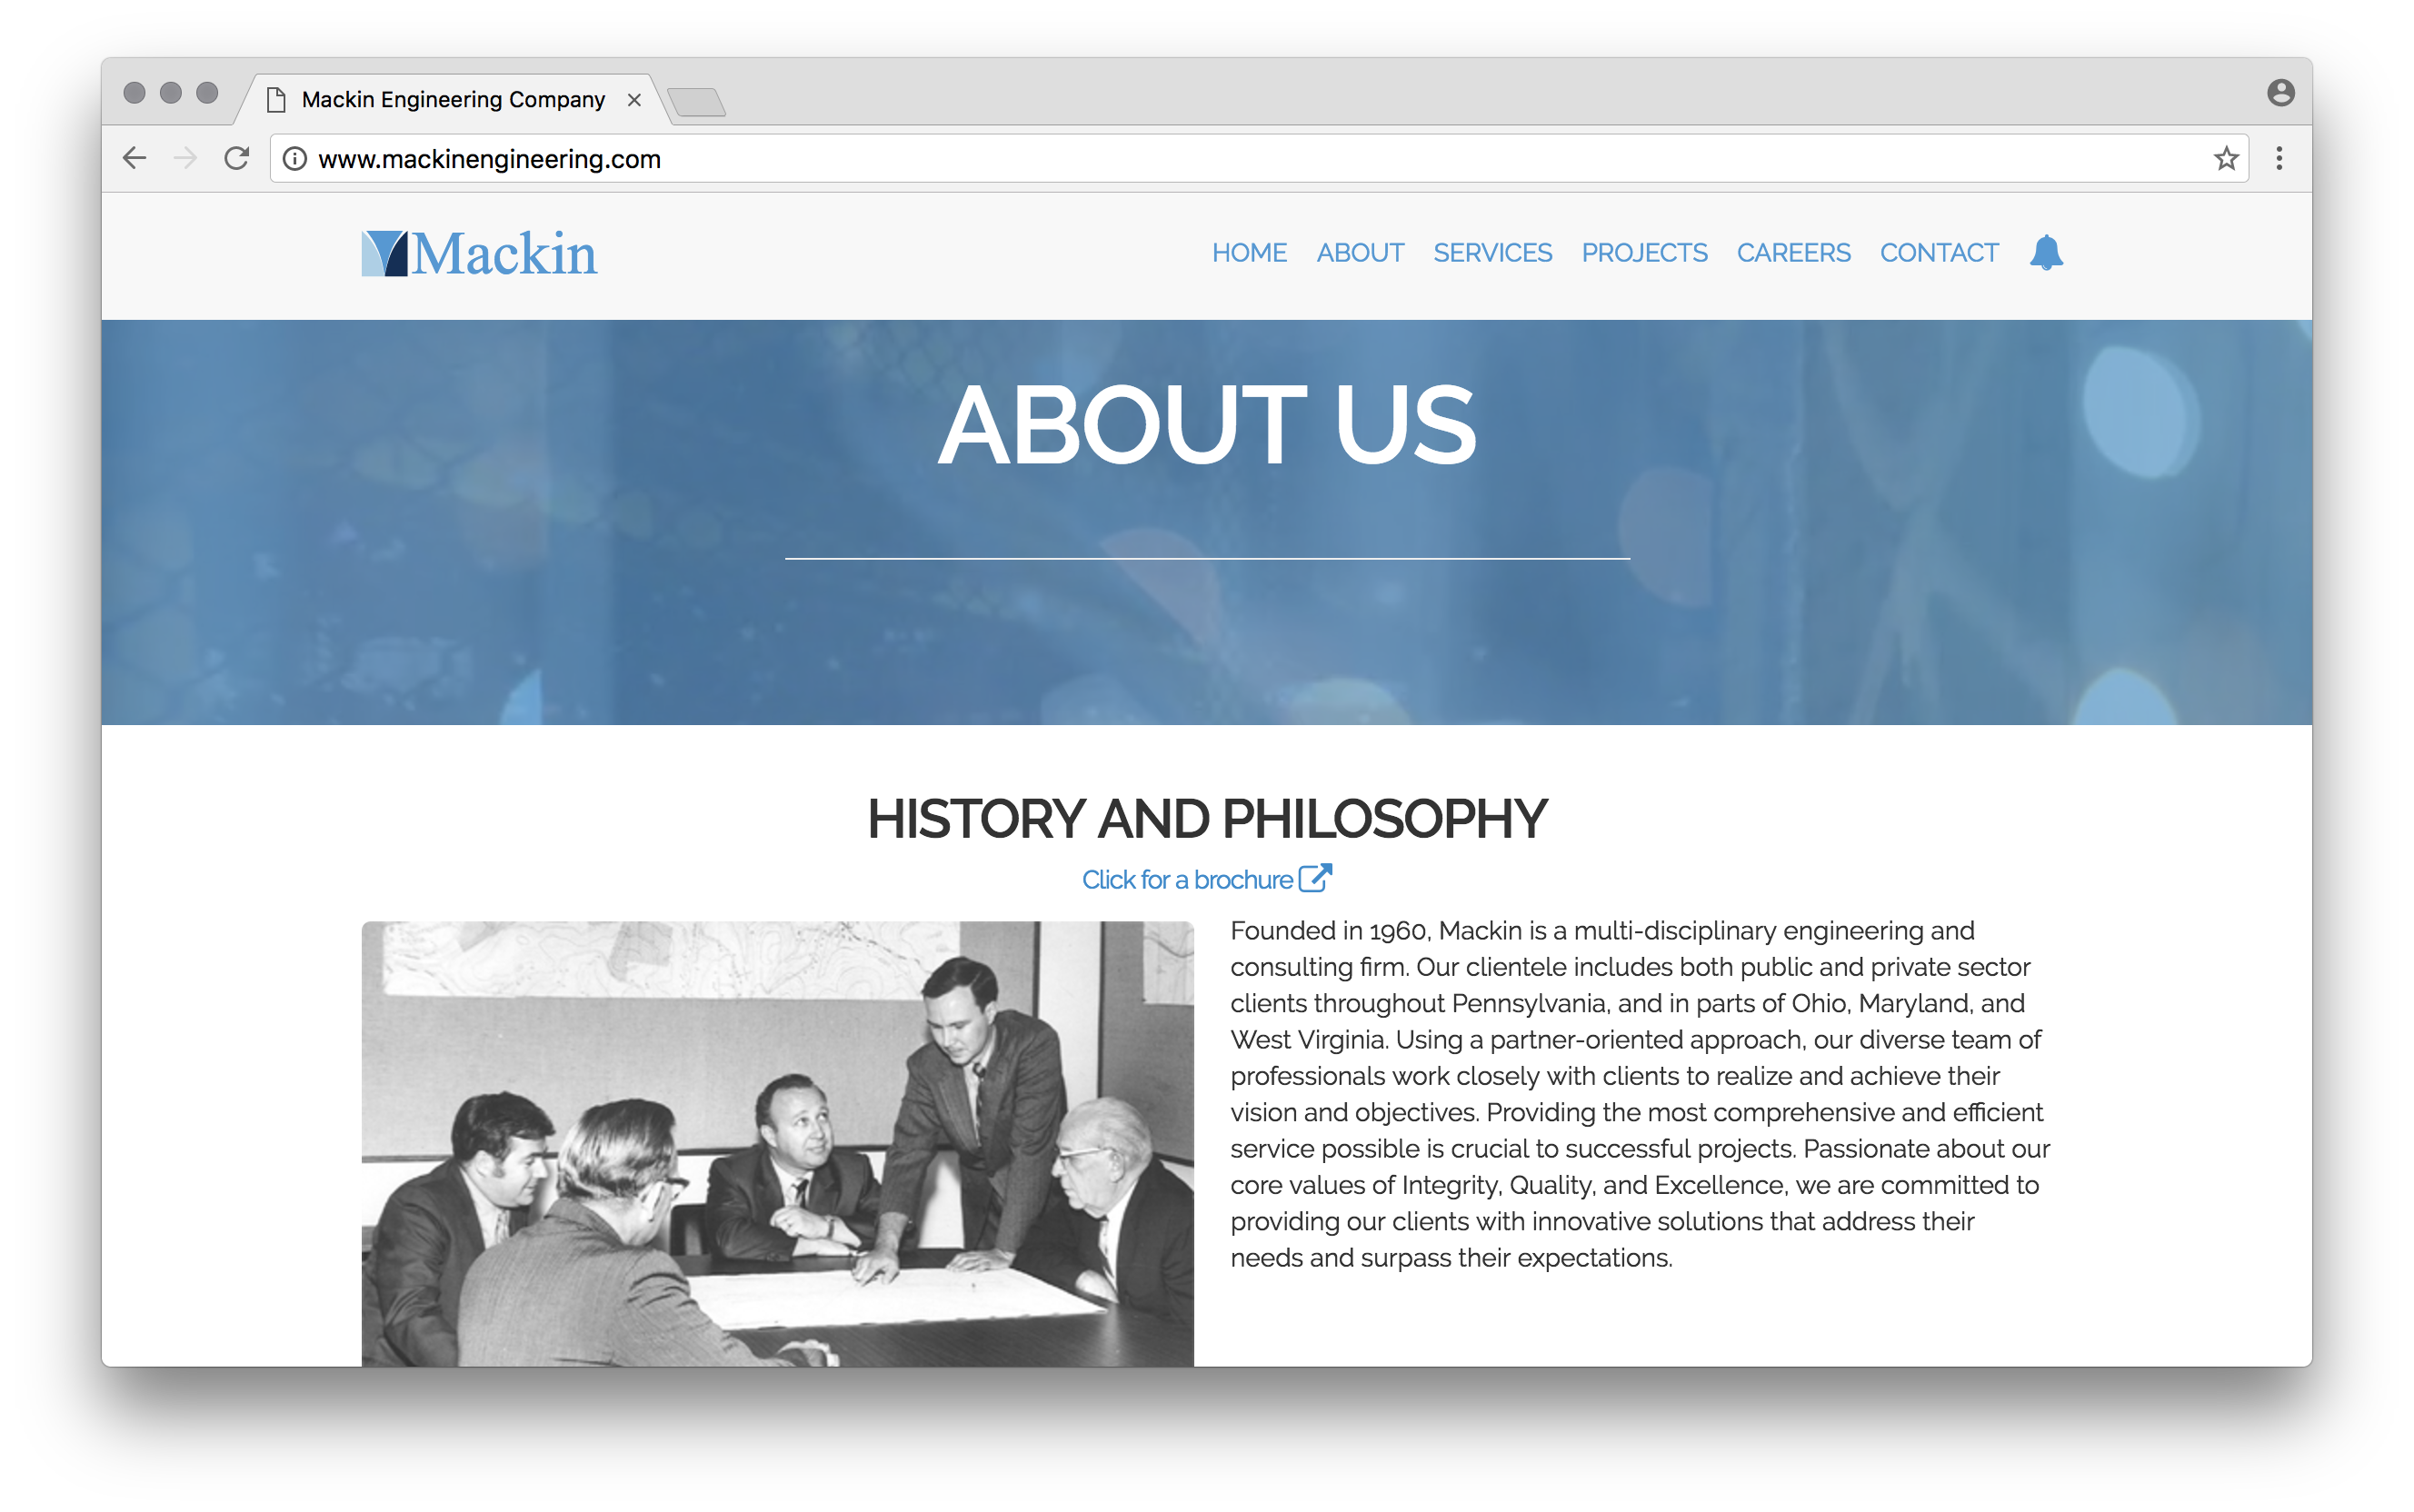 Mackin Engineering Company
www.mackinengineering.com
Mackin
HOME ABOUT SERVICES PROJECTS CAREERS CONTACT
ABOUT US
HISTORY AND PHILOSOPHY
Click for a brochure
Founded in 1960, Mackin is a multi-disciplinary engineering and
consulting firm. Our clientele includes both public and private sector
clients throughout Pennsylvania, and in parts of Ohio, Maryland, and
West Virginia. Using a partner-oriented approach, our diverse team of
professionals work closely with clients to realize and achieve their
vision and objectives. Providing the most comprehensive and efficient
service possible is crucial to successful projects. Passionate about our
core values of Integrity, Quality, and Excellence, we are committed to
providing our clients with innovative solutions that address their
needs and surpass their expectations.